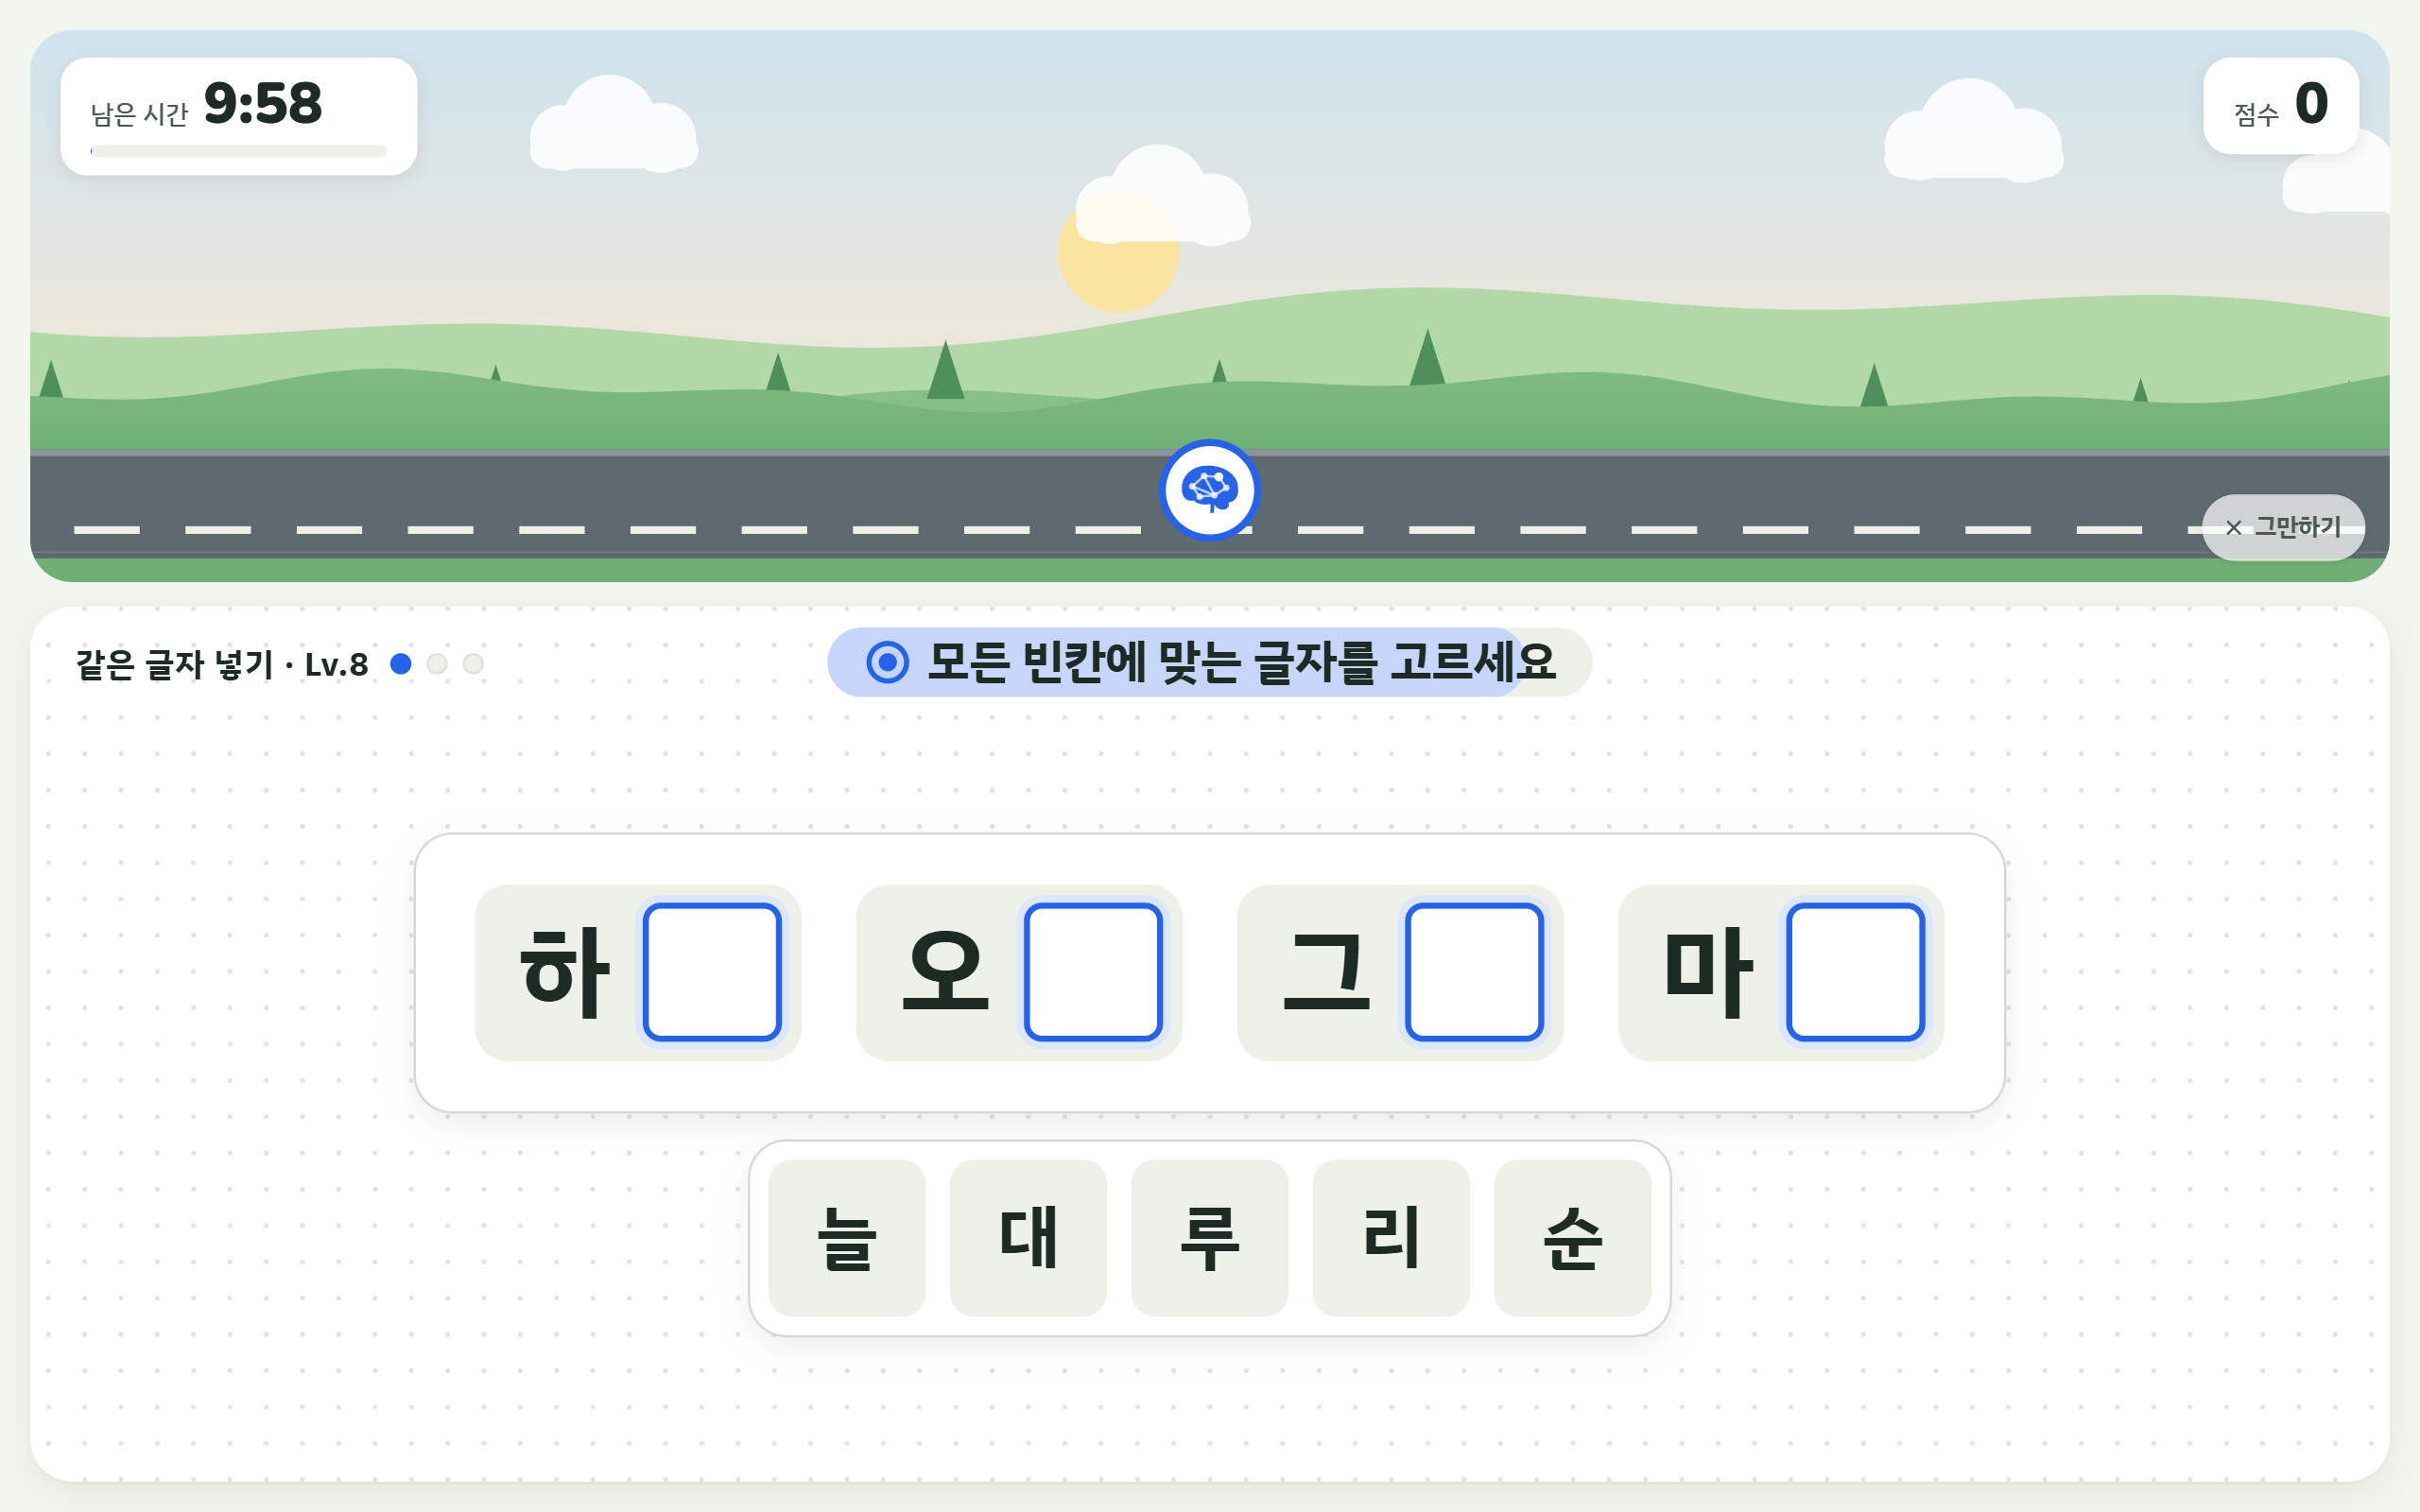 남은 시간 9:58
점수 0
× 그만하기
같은 글자 넣기 · Lv.8
모든 빈칸에 맞는 글자를 고르세요
하 오 그 마
늘 대 루 리 순